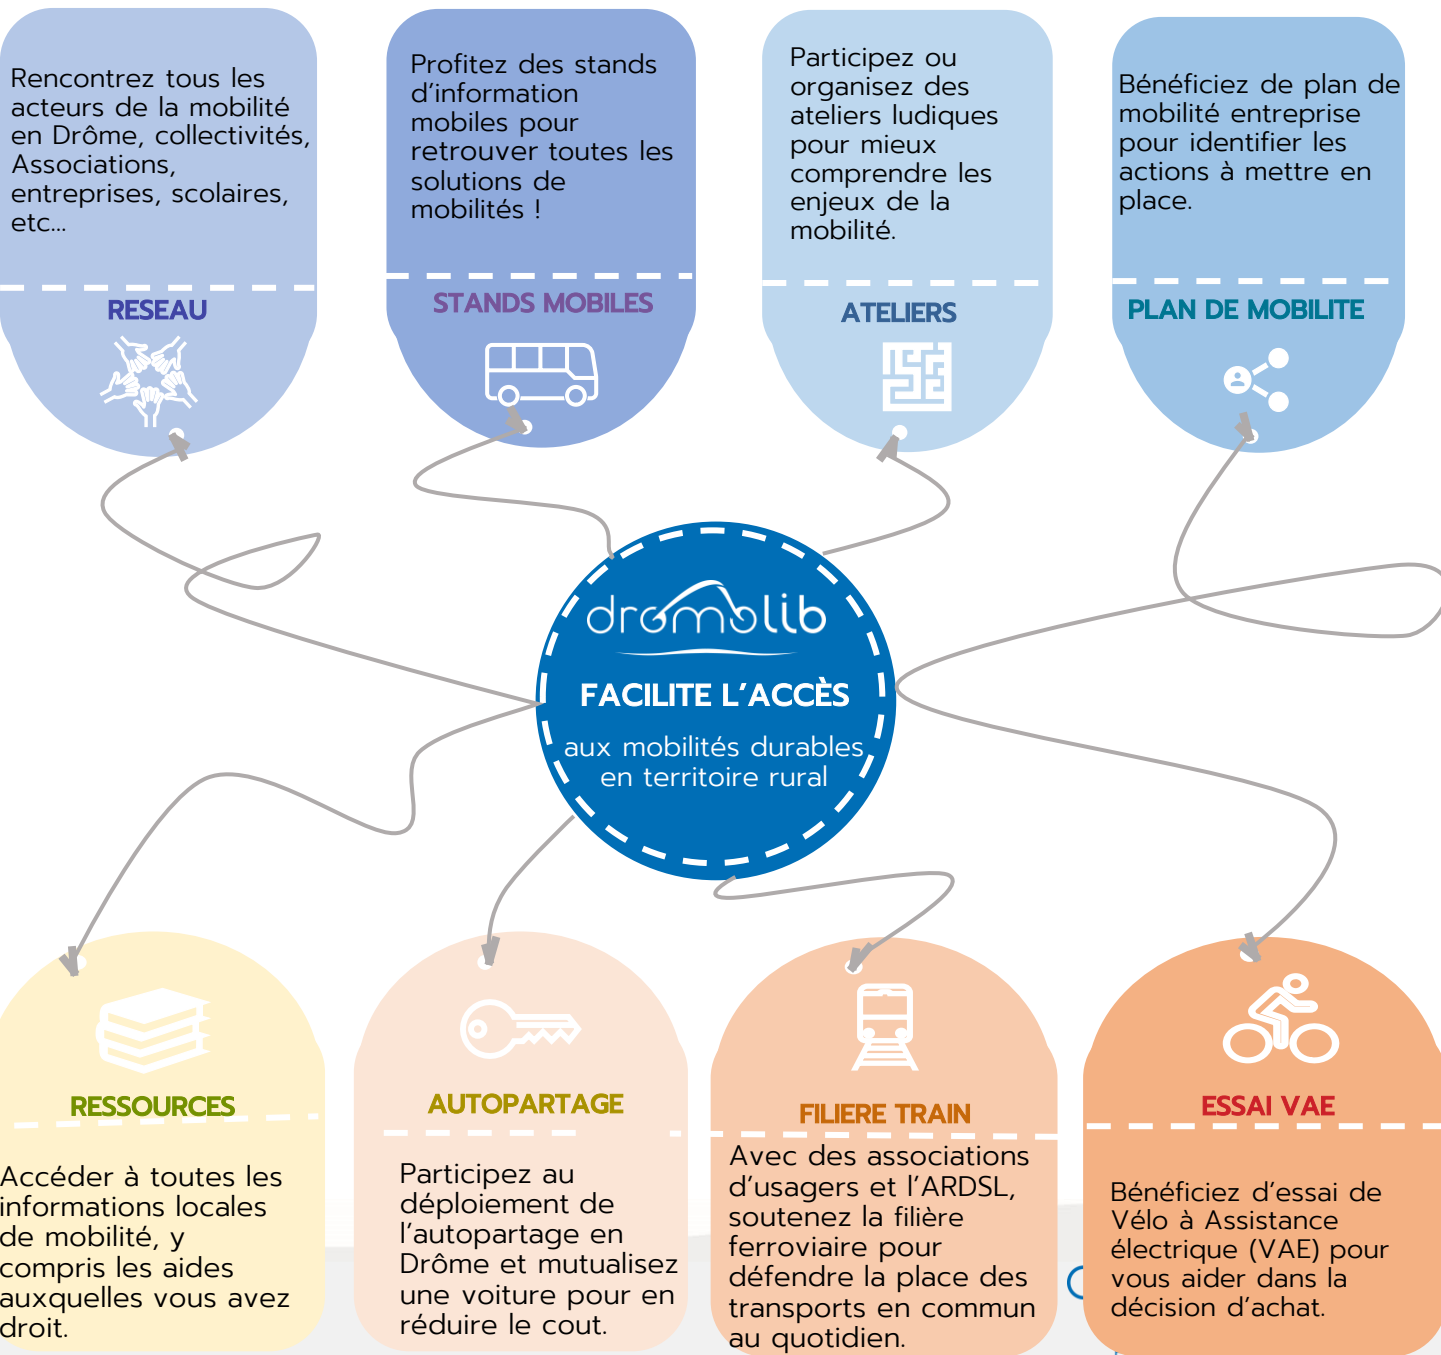 Rencontrez tous les
acteurs de la mobilité
en Drôme, collectivités,
Associations,
entreprises, scolaires,
etc...
RESEAU
Profitez des stands
d’information
mobiles pour
retrouver toutes les
solutions de
mobilités !
STANDS MOBILES
Participez ou
organisez des
ateliers ludiques
pour mieux
comprendre les
enjeux de la
mobilité.
ATELIERS
Bénéficiez de plan de
mobilité entreprise
pour identifier les
actions à mettre en
place.
PLAN DE MOBILITE
dromolib
FACILITE L’ACCÈS
aux mobilités durables
en territoire rural
RESSOURCES
Accéder à toutes les
informations locales
de mobilité, y
compris les aides
auxquelles vous avez
droit.
AUTOPARTAGE
Participez au
déploiement de
l’autopartage en
Drôme et mutualisez
une voiture pour en
réduire le cout.
FILIERE TRAIN
Avec des associations
d’usagers et l’ARDSL,
soutenez la filière
ferroviaire pour
défendre la place des
transports en commun
au quotidien.
ESSAI VAE
Bénéficiez d’essai de
Vélo à Assistance
électrique (VAE) pour
vous aider dans la
décision d’achat.